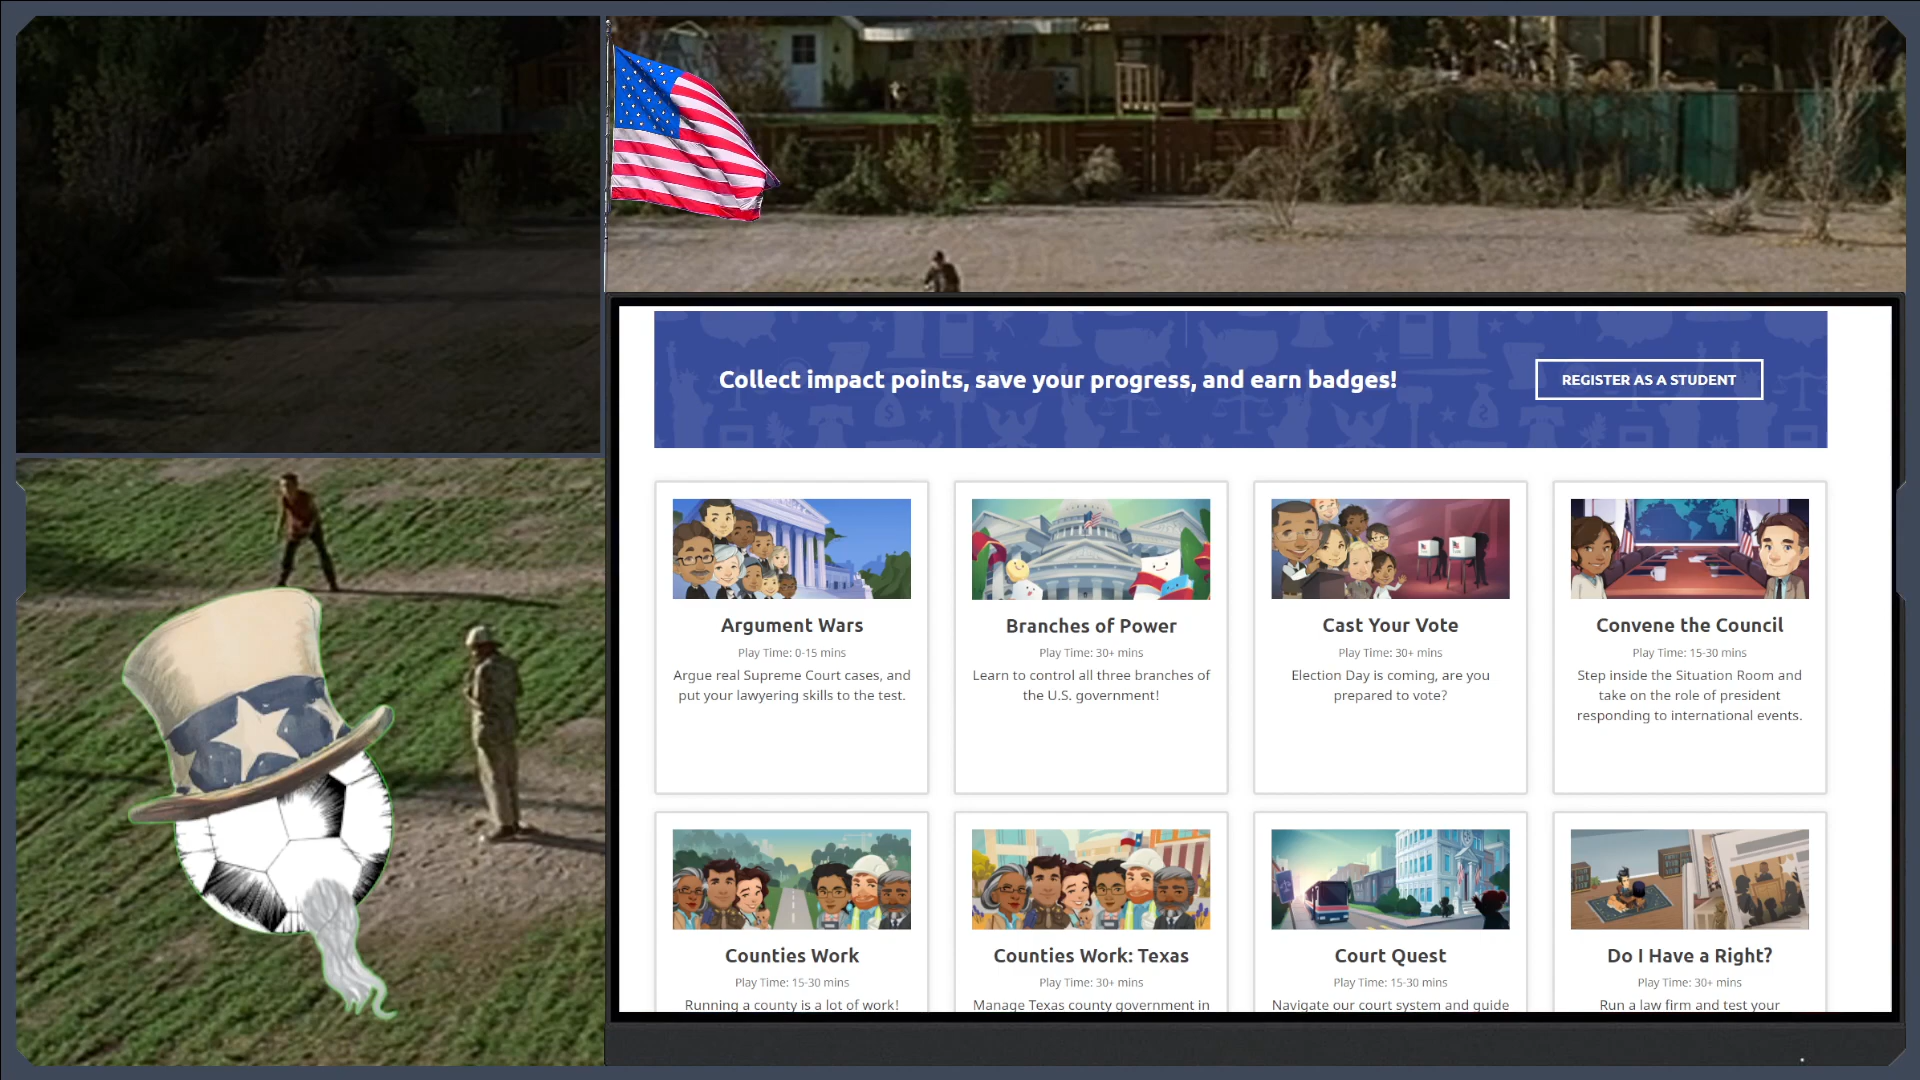 Collect impact points, save your progress, and earn badges!
REGISTER AS A STUDENT
Argument Wars
Play Time: 0-15 mins
Argue real Supreme Court cases, and
put your lawyering skills to the test.
Branches of Power
Play Time: 30+ mins
Learn to control all three branches of
the U.S. government!
Cast Your Vote
Play Time: 30+ mins
Election Day is coming, are you
prepared to vote?
Convene the Council
Play Time: 15-30 mins
Step inside the Situation Room and
take on the role of president
responding to international events.
Counties Work
Play Time: 15-30 mins
Running a county is a lot of work!
Counties Work: Texas
Play Time: 30+ mins
Manage Texas county government in
Court Quest
Play Time: 15-30 mins
Navigate our court system and guide
Do I Have a Right?
Play Time: 30+ mins
Run a law firm and test your